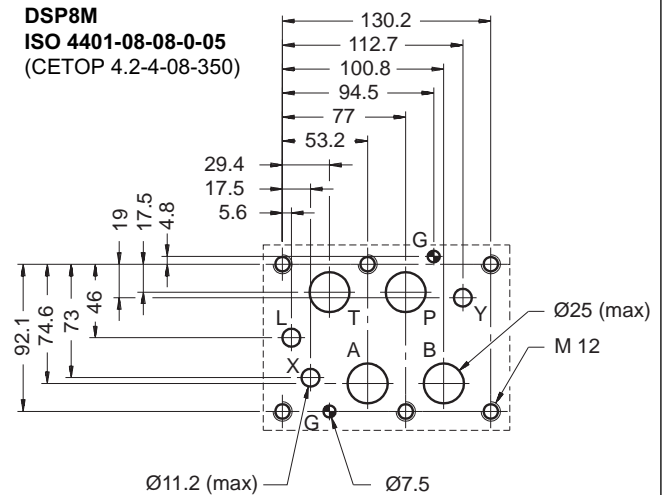 DSP8M
ISO 4401-08-08-0-05
(CETOP 4.2-4-08-350)
130.2
112.7
100.8
94.5
77
53.2
29.4
17.5
5.6
19
17.5
4.8
G
92.1
74.6
73
46
L
T
P
Y
Ø25 (max)
X
A
B
M 12
G
Ø11.2 (max)
Ø7.5